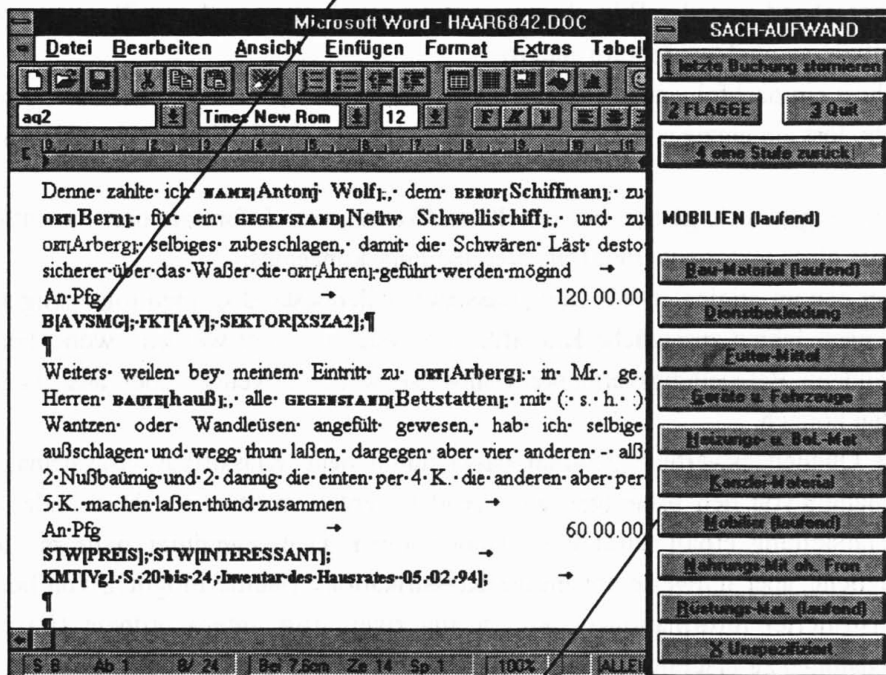 Microsoft Word - HAAR6842.DOC
Datei Bearbeiten Ansicht Einfügen Format Extras Tabell
aq2 Times New Rom 12 F K U
Denne· zahlte· ich· NAME[Antonj· Wolf];,· dem· BERUF[Schiffman];· zu
ORT[Bern];· für· ein· GEGENSTAND[Neüw· Schwellischiff];,· und· zu
ORT[Arberg];· selbiges· zubeschlagen,· damit· die· Schwären· Läst· desto
sicherer·über·das·Waßer·die·ORT[Ahren];·geführt·werden·mögind →
An·Pfg → 120.00.00
B[AVSMG];·FKT[AV];·SEKTOR[XSZA2];¶
¶
Weiters· weilen· bey· meinem· Eintritt· zu· ORT[Arberg];· in· Mr.· ge.
Herren· BAUTE[hauß];,· alle· GEGENSTAND[Bettstatten];· mit· (:· s.· h.· :)
Wantzen· oder· Wandleüsen· angefült· gewesen,· hab· ich· selbige
außschlagen·und·wegg·thun·laßen,·dargegen·aber·vier·anderen·-·alß
2·Nußbaümig·und·2·dannig·die·einten·per·4·K.·die·anderen·aber·per
5·K.·machen·laßen·thünd·zusammen →
An·Pfg → 60.00.00
STW[PREIS];·STW[INTERESSANT]; →
KMT[Vgl.·S.·20·bis·24,·Inventar·des·Hausrates··05.·02.·94]; →
¶
¶
S 8 Ab 1 8/ 24 Bei 7.6cm Ze 14 Sp 1 100%
SACH-AUFWAND
1 letzte Buchung stornieren
2 FLAGGE 3 Quit
4 eine Stufe zurück
MOBILIEN (laufend)
Bau-Material (laufend)
Dienstbekleidung
Futter-Mittel
Geräte u. Fahrzeuge
Heizungs- u. Bel.-Mat
Kanzlei-Material
Mobiliar (laufend)
Nahrungs-Mit oh. Fron
Rüstungs-Mat. (laufend)
X Unspezifiziert